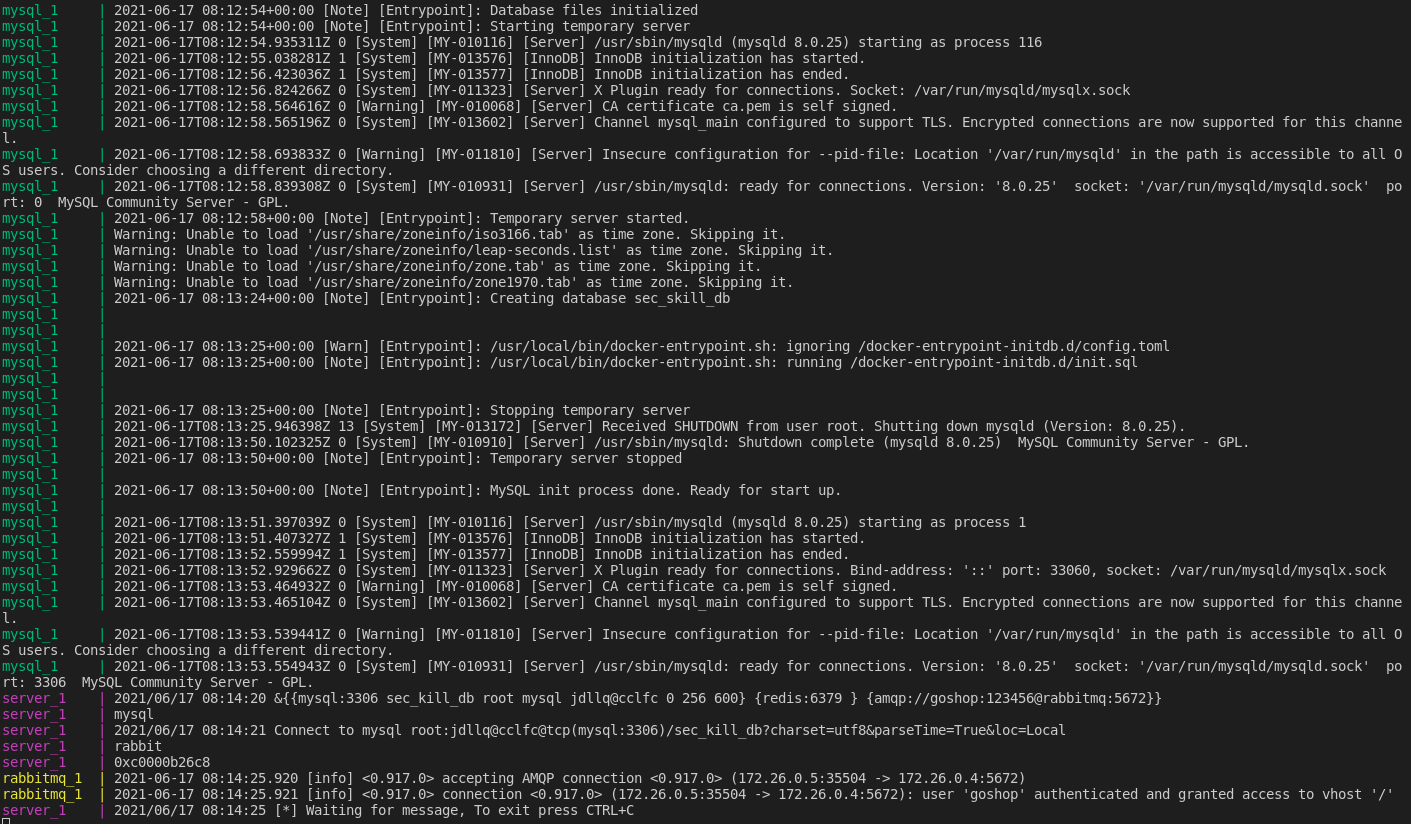 mysql_1     | 2021-06-17 08:12:54+00:00 [Note] [Entrypoint]: Database files initialized
mysql_1     | 2021-06-17 08:12:54+00:00 [Note] [Entrypoint]: Starting temporary server
mysql_1     | 2021-06-17T08:12:54.935311Z 0 [System] [MY-010116] [Server] /usr/sbin/mysqld (mysqld 8.0.25) starting as process 116
mysql_1     | 2021-06-17T08:12:55.038281Z 1 [System] [MY-013576] [InnoDB] InnoDB initialization has started.
mysql_1     | 2021-06-17T08:12:56.423036Z 1 [System] [MY-013577] [InnoDB] InnoDB initialization has ended.
mysql_1     | 2021-06-17T08:12:56.824266Z 0 [System] [MY-011323] [Server] X Plugin ready for connections. Socket: /var/run/mysqld/mysqlx.sock
mysql_1     | 2021-06-17T08:12:58.564616Z 0 [Warning] [MY-010068] [Server] CA certificate ca.pem is self signed.
mysql_1     | 2021-06-17T08:12:58.565196Z 0 [System] [MY-013602] [Server] Channel mysql_main configured to support TLS. Encrypted connections are now supported for this channe
l.
mysql_1     | 2021-06-17T08:12:58.693833Z 0 [Warning] [MY-011810] [Server] Insecure configuration for --pid-file: Location '/var/run/mysqld' in the path is accessible to all O
S users. Consider choosing a different directory.
mysql_1     | 2021-06-17T08:12:58.839308Z 0 [System] [MY-010931] [Server] /usr/sbin/mysqld: ready for connections. Version: '8.0.25'  socket: '/var/run/mysqld/mysqld.sock'  po
rt: 0  MySQL Community Server - GPL.
mysql_1     | 2021-06-17 08:12:58+00:00 [Note] [Entrypoint]: Temporary server started.
mysql_1     | Warning: Unable to load '/usr/share/zoneinfo/iso3166.tab' as time zone. Skipping it.
mysql_1     | Warning: Unable to load '/usr/share/zoneinfo/leap-seconds.list' as time zone. Skipping it.
mysql_1     | Warning: Unable to load '/usr/share/zoneinfo/zone.tab' as time zone. Skipping it.
mysql_1     | Warning: Unable to load '/usr/share/zoneinfo/zone1970.tab' as time zone. Skipping it.
mysql_1     | 2021-06-17 08:13:24+00:00 [Note] [Entrypoint]: Creating database sec_skill_db
mysql_1     |
mysql_1     |
mysql_1     | 2021-06-17 08:13:25+00:00 [Warn] [Entrypoint]: /usr/local/bin/docker-entrypoint.sh: ignoring /docker-entrypoint-initdb.d/config.toml
mysql_1     | 2021-06-17 08:13:25+00:00 [Note] [Entrypoint]: /usr/local/bin/docker-entrypoint.sh: running /docker-entrypoint-initdb.d/init.sql
mysql_1     |
mysql_1     |
mysql_1     | 2021-06-17 08:13:25+00:00 [Note] [Entrypoint]: Stopping temporary server
mysql_1     | 2021-06-17T08:13:25.946398Z 13 [System] [MY-013172] [Server] Received SHUTDOWN from user root. Shutting down mysqld (Version: 8.0.25).
mysql_1     | 2021-06-17T08:13:50.102325Z 0 [System] [MY-010910] [Server] /usr/sbin/mysqld: Shutdown complete (mysqld 8.0.25)  MySQL Community Server - GPL.
mysql_1     | 2021-06-17 08:13:50+00:00 [Note] [Entrypoint]: Temporary server stopped
mysql_1     |
mysql_1     | 2021-06-17 08:13:50+00:00 [Note] [Entrypoint]: MySQL init process done. Ready for start up.
mysql_1     |
mysql_1     | 2021-06-17T08:13:51.397039Z 0 [System] [MY-010116] [Server] /usr/sbin/mysqld (mysqld 8.0.25) starting as process 1
mysql_1     | 2021-06-17T08:13:51.407327Z 1 [System] [MY-013576] [InnoDB] InnoDB initialization has started.
mysql_1     | 2021-06-17T08:13:52.559994Z 1 [System] [MY-013577] [InnoDB] InnoDB initialization has ended.
mysql_1     | 2021-06-17T08:13:52.929662Z 0 [System] [MY-011323] [Server] X Plugin ready for connections. Bind-address: '::' port: 33060, socket: /var/run/mysqld/mysqlx.sock
mysql_1     | 2021-06-17T08:13:53.464932Z 0 [Warning] [MY-010068] [Server] CA certificate ca.pem is self signed.
mysql_1     | 2021-06-17T08:13:53.465104Z 0 [System] [MY-013602] [Server] Channel mysql_main configured to support TLS. Encrypted connections are now supported for this channe
l.
mysql_1     | 2021-06-17T08:13:53.539441Z 0 [Warning] [MY-011810] [Server] Insecure configuration for --pid-file: Location '/var/run/mysqld' in the path is accessible to all O
S users. Consider choosing a different directory.
mysql_1     | 2021-06-17T08:13:53.554943Z 0 [System] [MY-010931] [Server] /usr/sbin/mysqld: ready for connections. Version: '8.0.25'  socket: '/var/run/mysqld/mysqld.sock'  po
rt: 3306  MySQL Community Server - GPL.
server_1    | 2021/06/17 08:14:20 &{{mysql:3306 sec_kill_db root mysql jdllq@cclfc 0 256 600} {redis:6379 } {amqp://goshop:123456@rabbitmq:5672}}
server_1    | mysql
server_1    | 2021/06/17 08:14:21 Connect to mysql root:jdllq@cclfc@tcp(mysql:3306)/sec_kill_db?charset=utf8&parseTime=True&loc=Local
server_1    | rabbit
server_1    | 0xc0000b26c8
rabbitmq_1  | 2021-06-17 08:14:25.920 [info] <0.917.0> accepting AMQP connection <0.917.0> (172.26.0.5:35504 -> 172.26.0.4:5672)
rabbitmq_1  | 2021-06-17 08:14:25.921 [info] <0.917.0> connection <0.917.0> (172.26.0.5:35504 -> 172.26.0.4:5672): user 'goshop' authenticated and granted access to vhost '/'
server_1    | 2021/06/17 08:14:25 [*] Waiting for message, To exit press CTRL+C